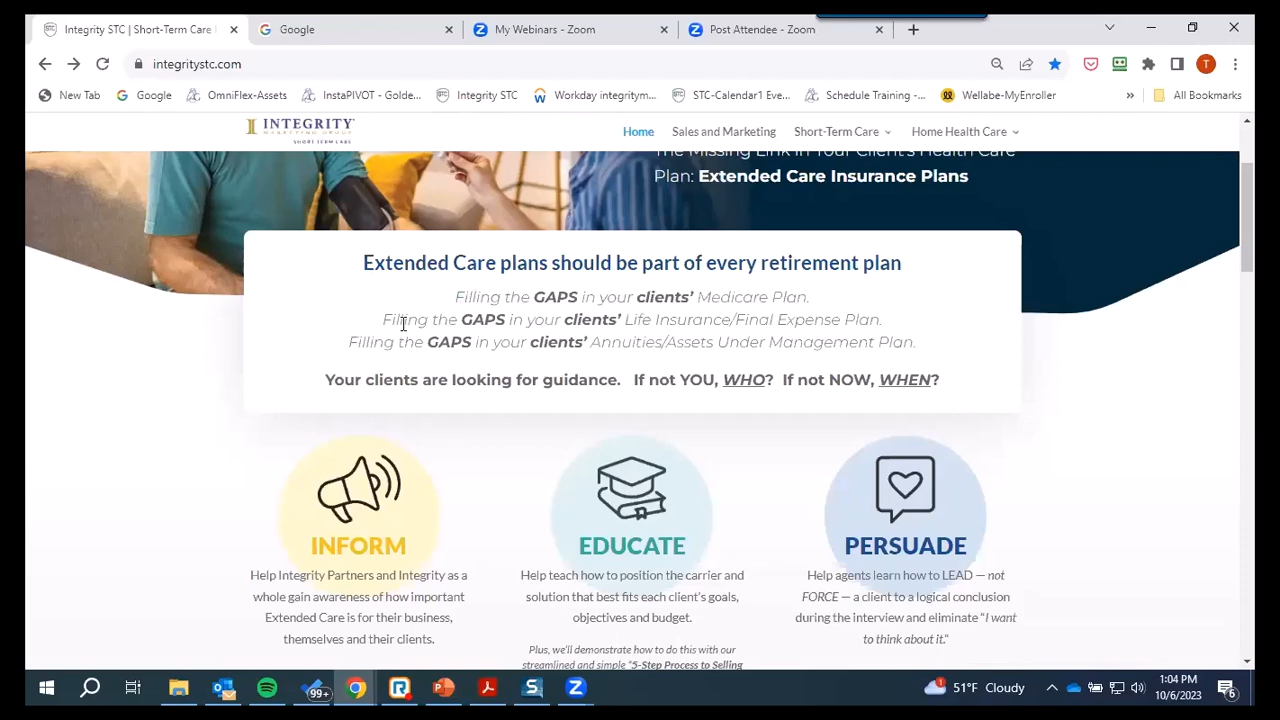 Integrity STC | Short-Term Care
Google
My Webinars - Zoom
Post Attendee - Zoom
integritystc.com
T
New Tab
Google
OmniFlex-Assets
InstaPIVOT - Golde...
Integrity STC
Workday integritym...
STC-Calendar1 Eve...
Schedule Training -...
Wellabe-MyEnroller
»
All Bookmarks
INTEGRITY
MARKETING GROUP
SHORT TERM CARE
Home
Sales and Marketing
Short-Term Care
Home Health Care
The Missing Link in Your Client's Health Care
Plan: Extended Care Insurance Plans
Extended Care plans should be part of every retirement plan
Filling the GAPS in your clients' Medicare Plan.
Filling the GAPS in your clients' Life Insurance/Final Expense Plan.
Filling the GAPS in your clients' Annuities/Assets Under Management Plan.
Your clients are looking for guidance. If not YOU, WHO? If not NOW, WHEN?
INFORM
Help Integrity Partners and Integrity as a
whole gain awareness of how important
Extended Care is for their business,
themselves and their clients.
EDUCATE
Help teach how to position the carrier and
solution that best fits each client's goals,
objectives and budget.
Plus, we'll demonstrate how to do this with our
streamlined and simple "5-Step Process to Selling
PERSUADE
Help agents learn how to LEAD — not
FORCE — a client to a logical conclusion
during the interview and eliminate "I want
to think about it."
99+
51°F Cloudy
1:04 PM
10/6/2023
6